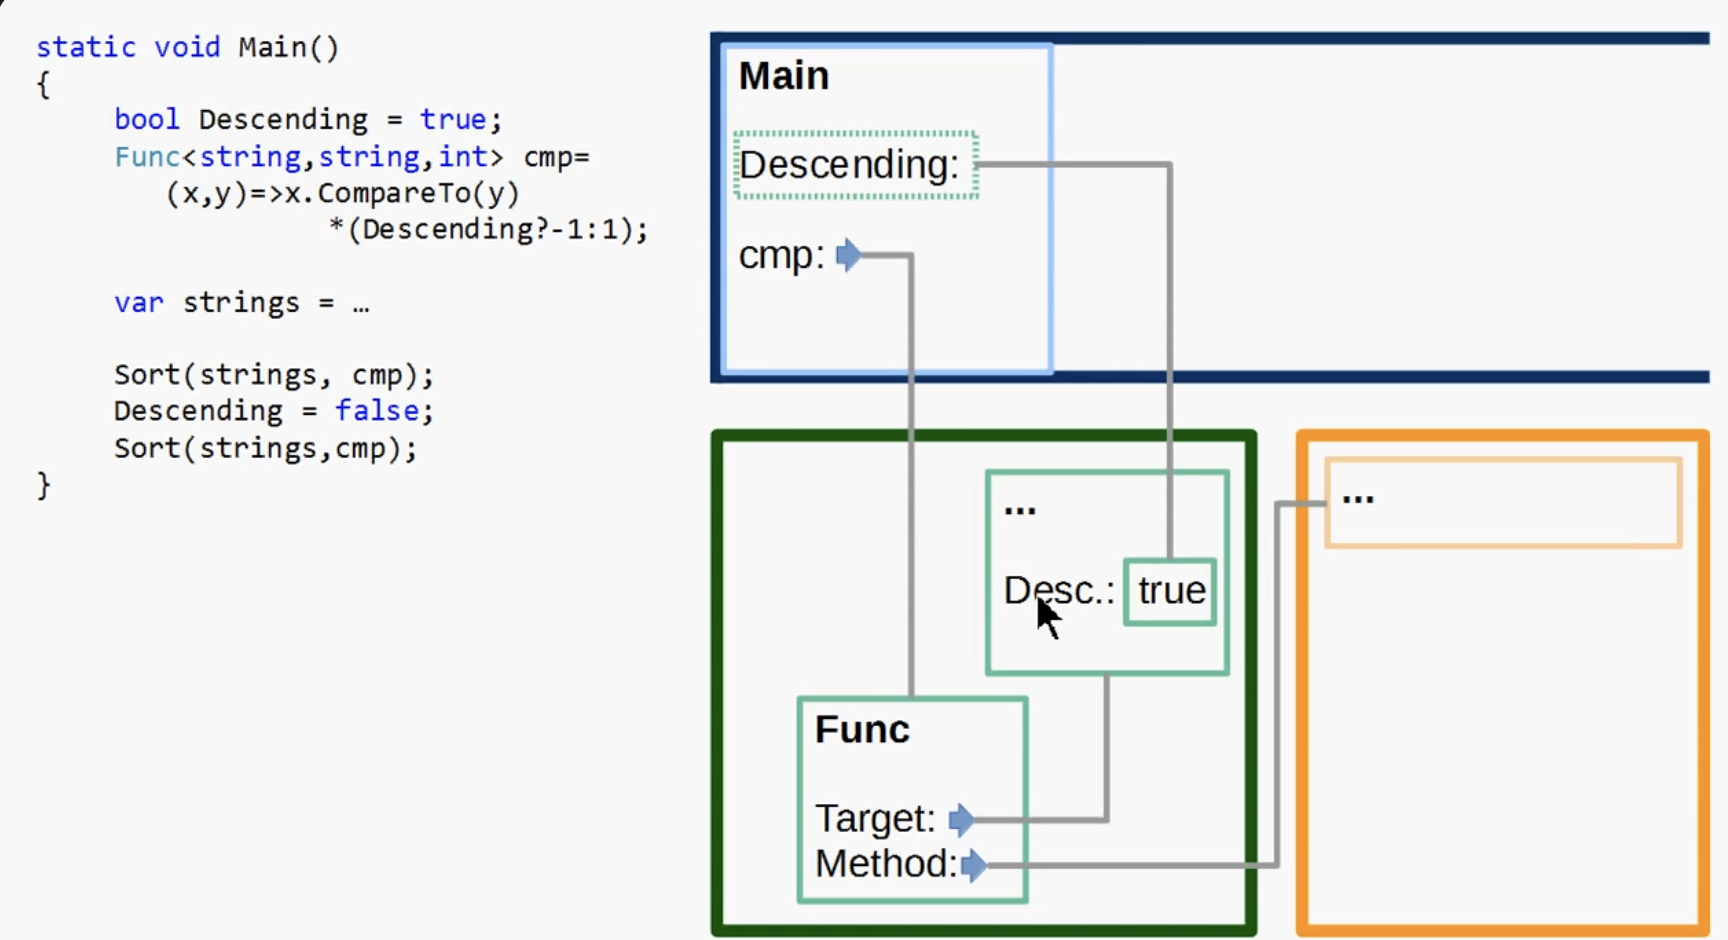 static void Main()
{
bool Descending = true;
Func<string,string,int> cmp=
(x,y)=>x.CompareTo(y)
*(Descending?-1:1);
var strings = …
Sort(strings, cmp);
Descending = false;
Sort(strings,cmp);
}
Main
Descending:
cmp:
...
Desc.: true
Func
Target:
Method:
...